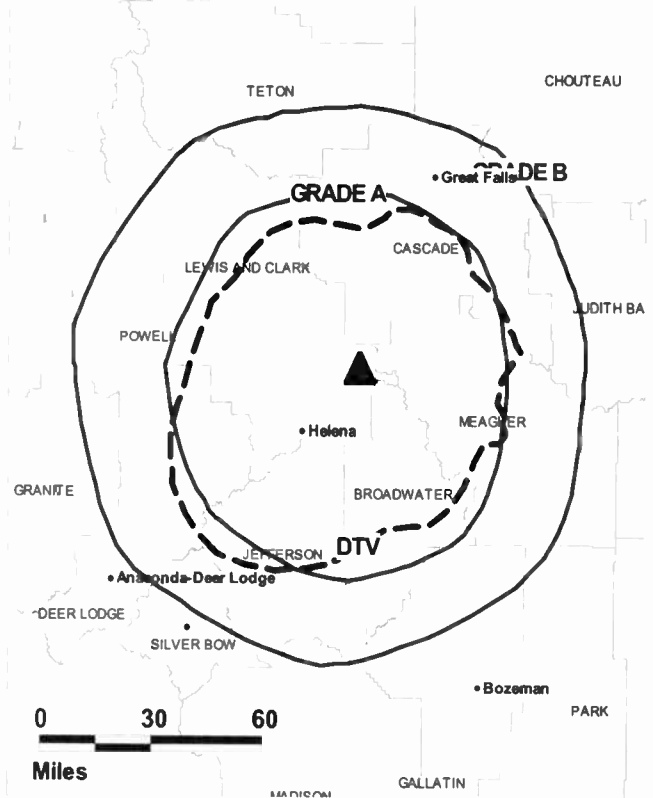 TETON
CHOUTEAU
GRADE B
Great Falls
GRADE A
CASCADE
LEWIS AND CLARK
JUDITH BA
POWELL
Helena
MEAGHER
GRANITE
BROADWATER
DTV
JEFFERSON
Anaconda-Deer Lodge
DEER LODGE
SILVER BOW
Bozeman
0 30 60
PARK
Miles
GALLATIN
MADISON